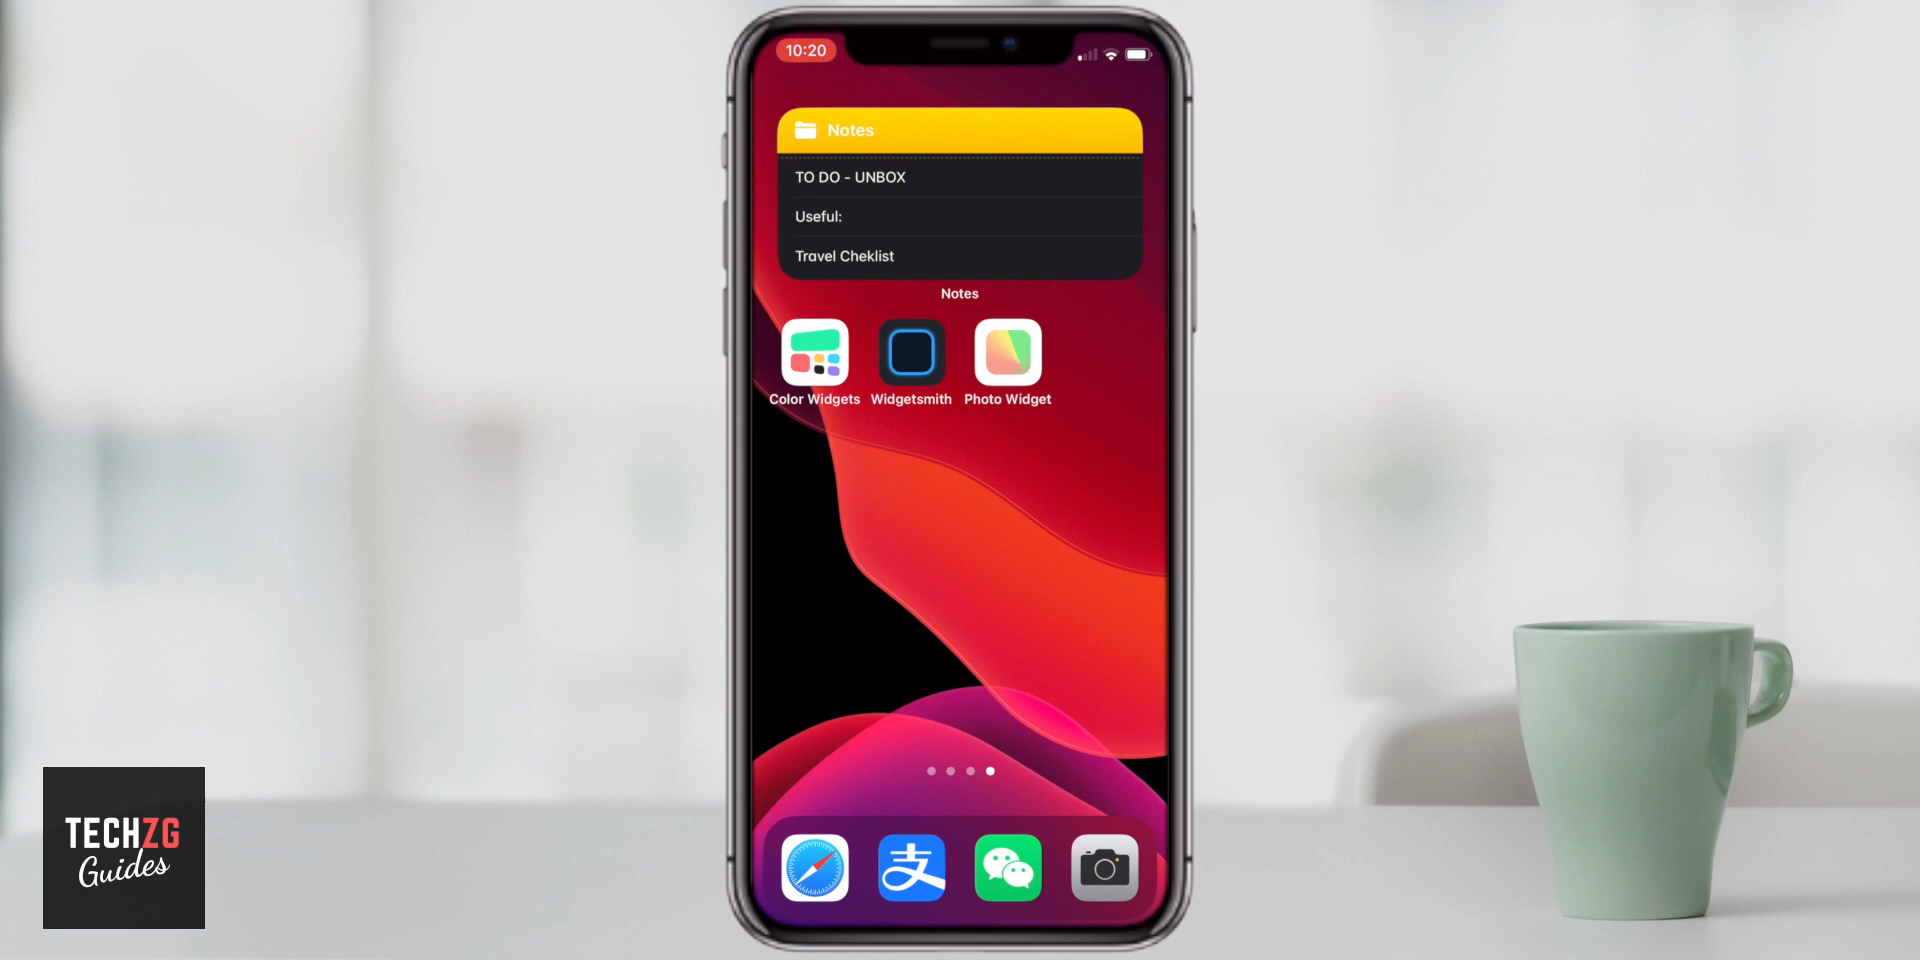 10:20
Notes
TO DO - UNBOX
Useful:
Travel Cheklist
Notes
Color Widgets
Widgetsmith
Photo Widget
支
TECHZG
Guides